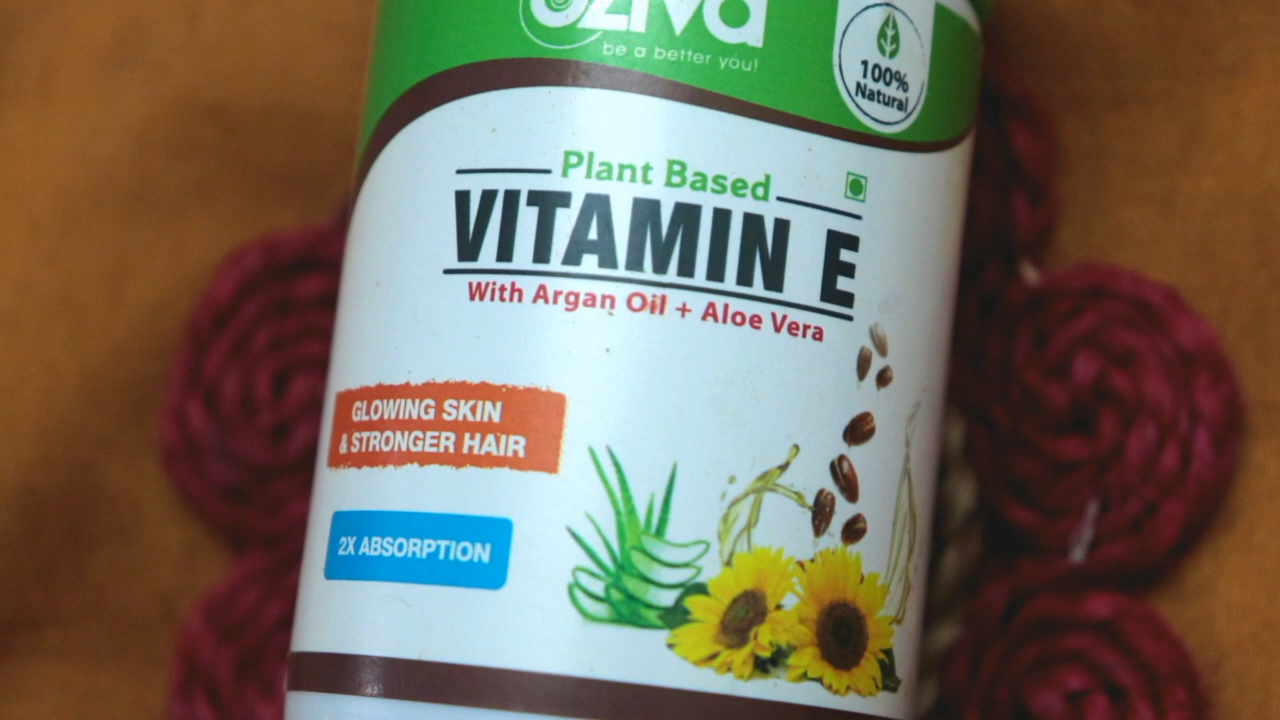 OZiva
be a better you!
100%
Natural
Plant Based
VITAMIN E
With Argan Oil + Aloe Vera
GLOWING SKIN
& STRONGER HAIR
2X ABSORPTION